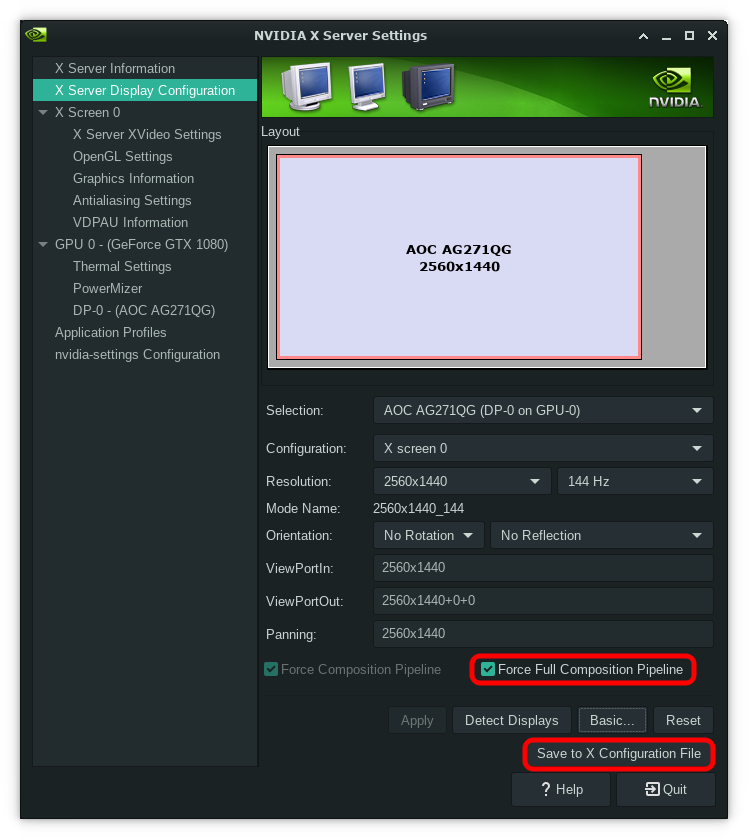 NVIDIA X Server Settings
X Server Information
X Server Display Configuration
X Screen 0
X Server XVideo Settings
OpenGL Settings
Graphics Information
Antialiasing Settings
VDPAU Information
GPU 0 - (GeForce GTX 1080)
Thermal Settings
PowerMizer
DP-0 - (AOC AG271QG)
Application Profiles
nvidia-settings Configuration
NVIDIA.
Layout
AOC AG271QG
2560x1440
Selection: AOC AG271QG (DP-0 on GPU-0)
Configuration: X screen 0
Resolution: 2560x1440 144 Hz
Mode Name: 2560x1440_144
Orientation: No Rotation No Reflection
ViewPortIn: 2560x1440
ViewPortOut: 2560x1440+0+0
Panning: 2560x1440
Force Composition Pipeline Force Full Composition Pipeline
Apply Detect Displays Basic... Reset
Save to X Configuration File
Help Quit